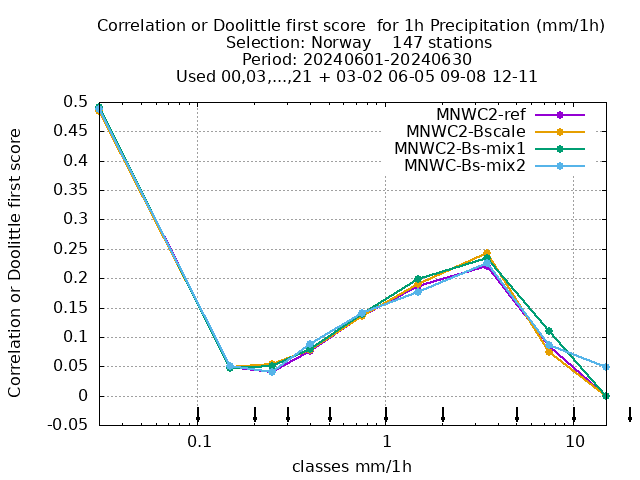 Correlation or Doolittle first score  for 1h Precipitation (mm/1h)
Selection: Norway    147 stations
Period: 20240601-20240630
Used 00,03,...,21 + 03-02 06-05 09-08 12-11
MNWC2-ref
MNWC2-Bscale
MNWC2-Bs-mix1
MNWC-Bs-mix2
Correlation or Doolittle first score
0.5
0.45
0.4
0.35
0.3
0.25
0.2
0.15
0.1
0.05
0
-0.05
0.1
1
10
classes mm/1h